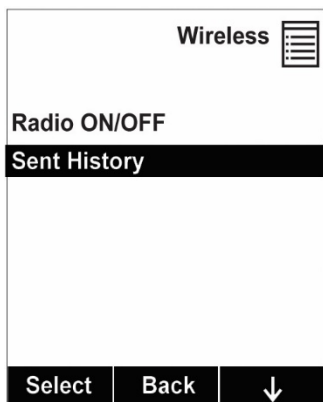 Wireless
Radio ON/OFF
Sent History
Select Back ↓